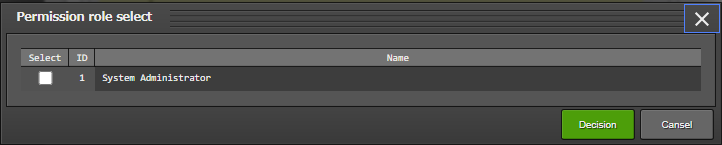 Permission role select
Select ID Name
1 System Administrator
Decision Cansel